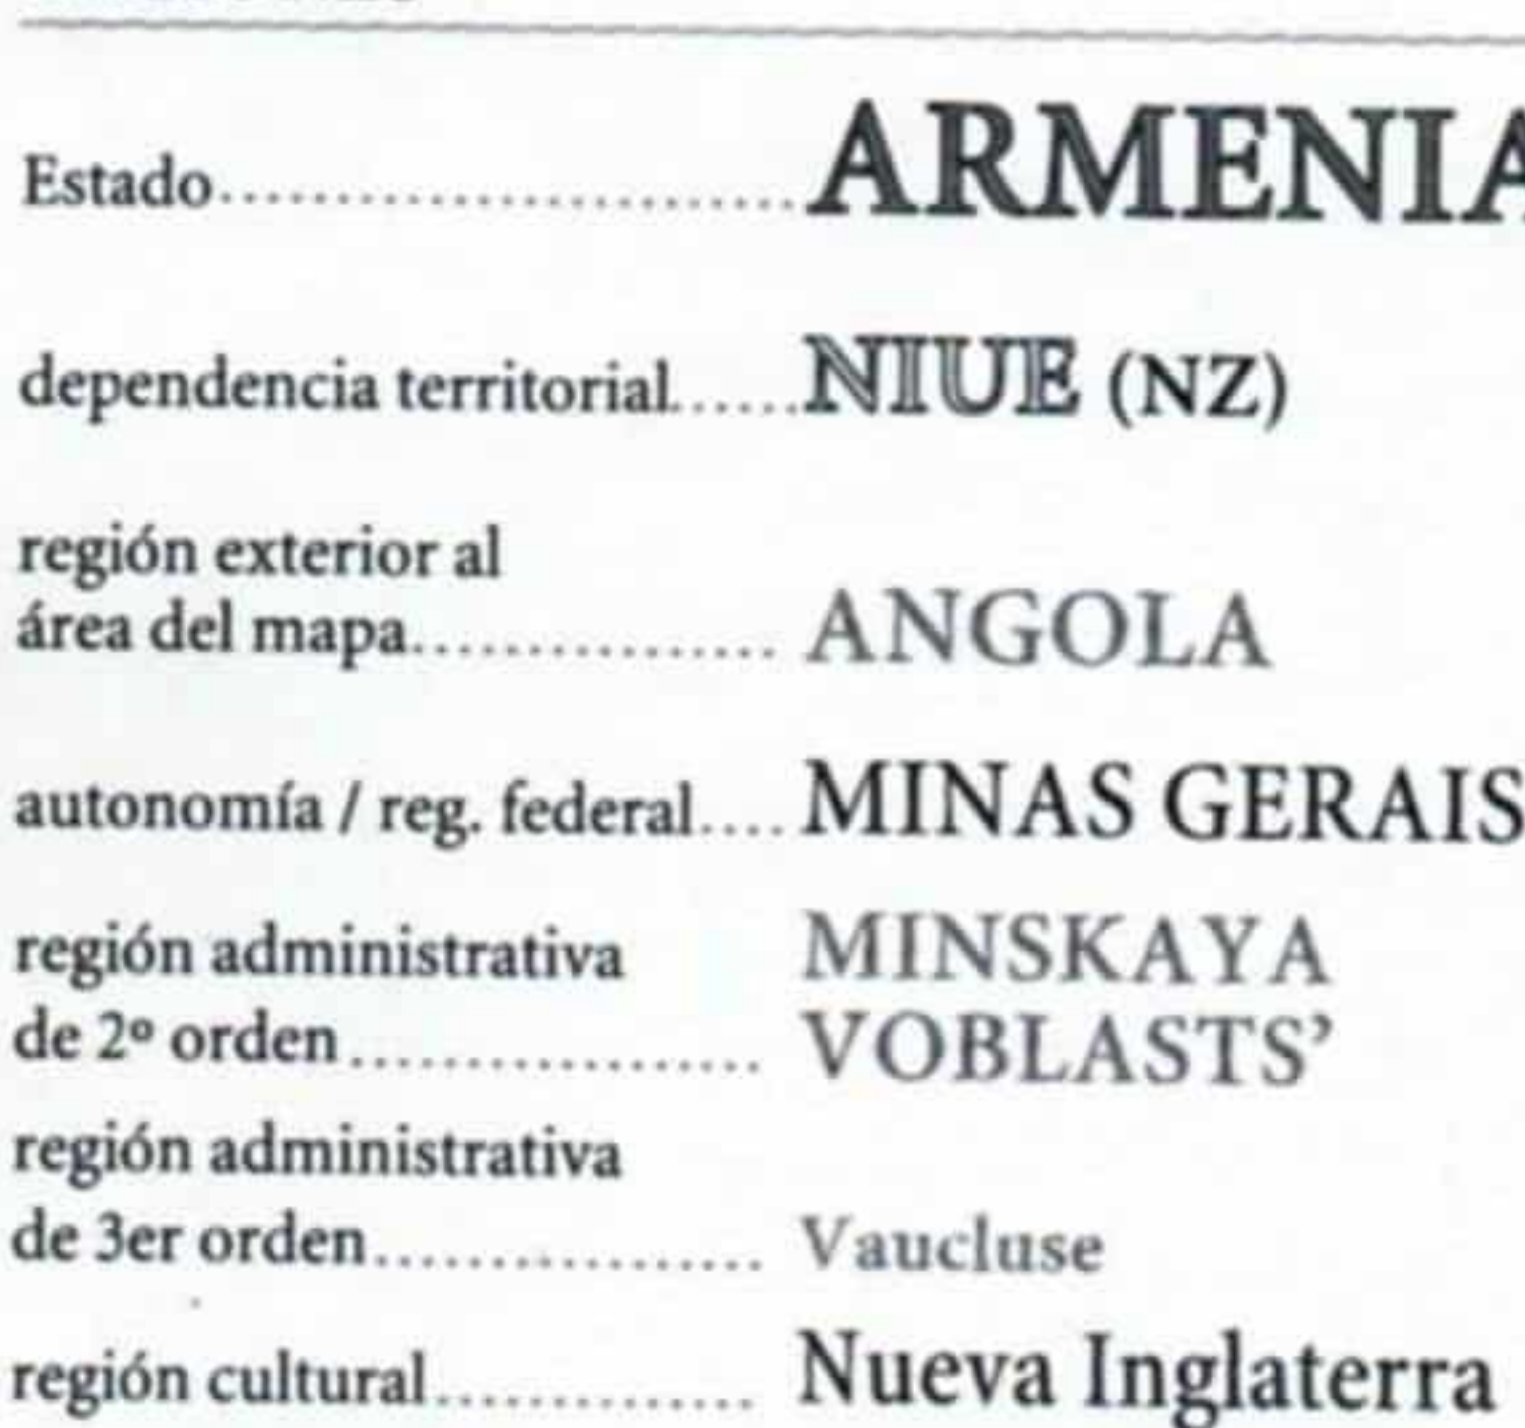 Estado......................... ARMENIA
dependencia territorial...... NIUE (NZ)
región exterior al
área del mapa................ ANGOLA
autonomía / reg. federal.... MINAS GERAIS
región administrativa MINSKAYA
de 2º orden.................. VOBLASTS’
región administrativa
de 3er orden................. Vaucluse
región cultural.............. Nueva Inglaterra